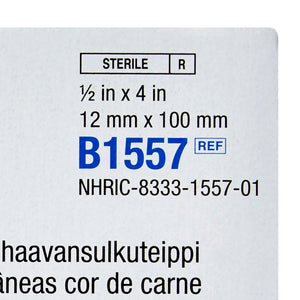 STERILE R
½ in x 4 in
12 mm x 100 mm
B1557 REF
NHRIC-8333-1557-01
haavansulkuteippi
âneas cor de carne